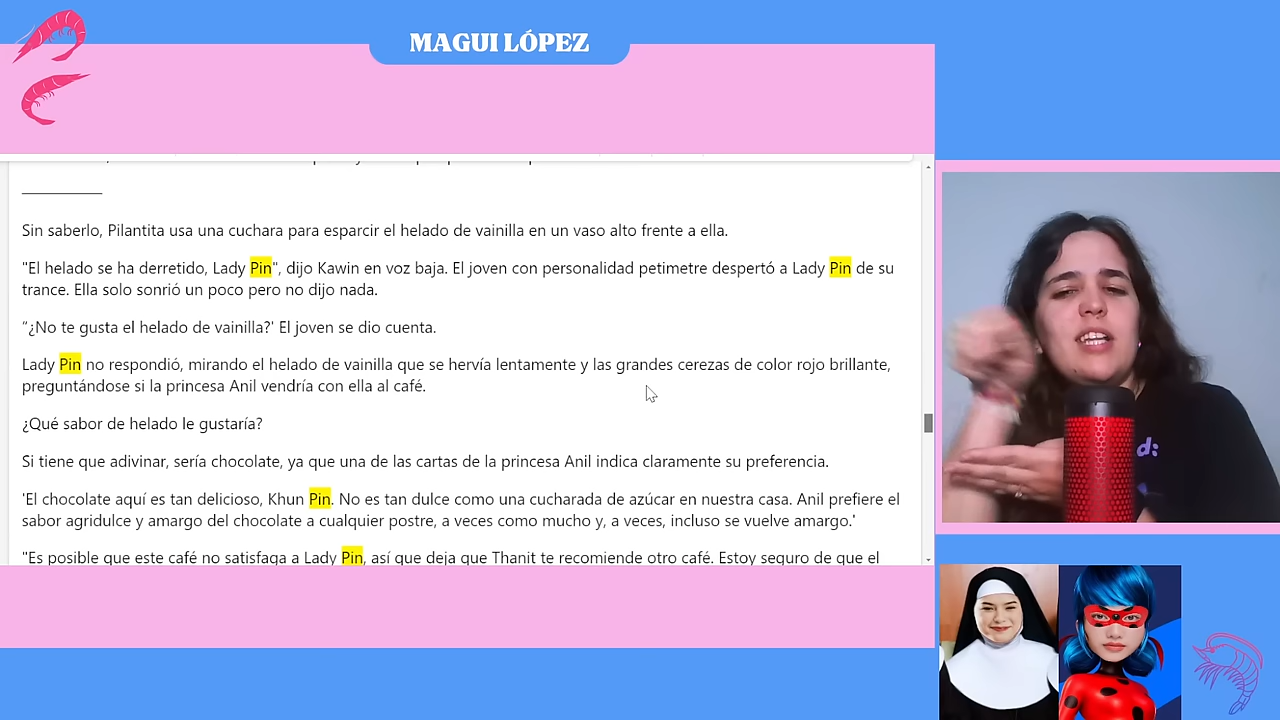 MAGUI LÓPEZ
Sin saberlo, Pilantita usa una cuchara para esparcir el helado de vainilla en un vaso alto frente a ella.
"El helado se ha derretido, Lady Pin", dijo Kawin en voz baja. El joven con personalidad petimetre despertó a Lady Pin de su
trance. Ella solo sonrió un poco pero no dijo nada.
"¿No te gusta el helado de vainilla?' El joven se dio cuenta.
Lady Pin no respondió, mirando el helado de vainilla que se hervía lentamente y las grandes cerezas de color rojo brillante,
preguntándose si la princesa Anil vendría con ella al café.
¿Qué sabor de helado le gustaría?
Si tiene que adivinar, sería chocolate, ya que una de las cartas de la princesa Anil indica claramente su preferencia.
'El chocolate aquí es tan delicioso, Khun Pin. No es tan dulce como una cucharada de azúcar en nuestra casa. Anil prefiere el
sabor agridulce y amargo del chocolate a cualquier postre, a veces como mucho y, a veces, incluso se vuelve amargo.'
"Es posible que este café no satisfaga a Lady Pin, así que deja que Thanit te recomiende otro café. Estoy seguro de que el
d: